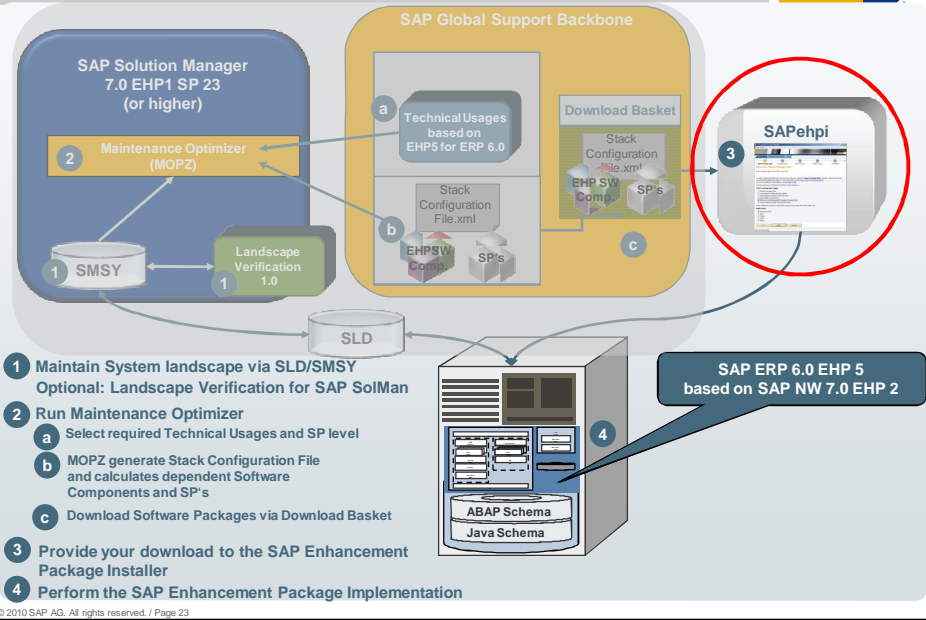 SAP Global Support Backbone
SAP Solution Manager
7.0 EHP1 SP 23
(or higher)
2
Maintenance Optimizer
(MOPZ)
a
Technical Usages
based on
EHP5 for ERP 6.0
Download Basket
Stack
Configuration
File.xml
EHP SW
Comp.
SP's
3
SAPehpi
Stack
Configuration
File.xml
b
EHP5W
Comp.
SP's
c
1
SMSY
Landscape
Verification
1.0
1
SLD
1 Maintain System landscape via SLD/SMSY
Optional: Landscape Verification for SAP SolMan
2 Run Maintenance Optimizer
a Select required Technical Usages and SP level
b MOPZ generate Stack Configuration File
and calculates dependent Software
Components and SP's
c Download Software Packages via Download Basket
3 Provide your download to the SAP Enhancement
Package Installer
4 Perform the SAP Enhancement Package Implementation
SAP ERP 6.0 EHP 5
based on SAP NW 7.0 EHP 2
4
ABAP Schema
Java Schema
© 2010 SAP AG. All rights reserved. / Page 23